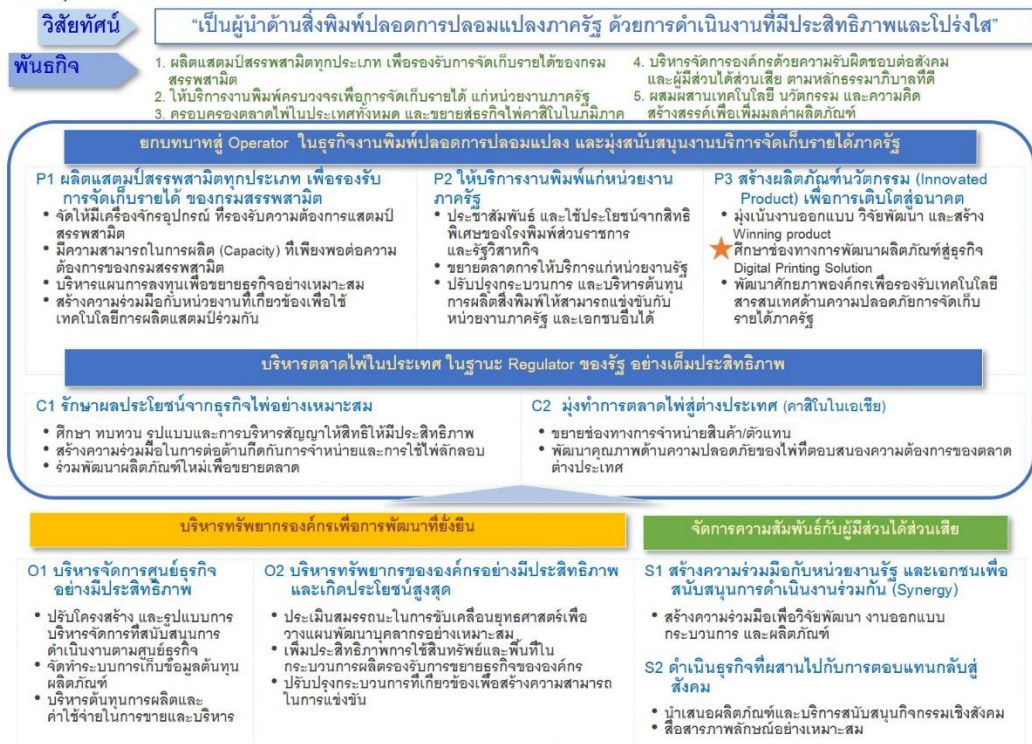 วิสัยทัศน์
“เป็นผู้นำด้านสิ่งพิมพ์ปลอดการปลอมแปลงภาครัฐ ด้วยการดำเนินงานที่มีประสิทธิภาพและโปร่งใส”
พันธกิจ
1. ผลิตแสตมป์สรรพสามิตทุกประเภท เพื่อรองรับการจัดเก็บรายได้ของกรม
สรรพสามิต
2. ให้บริการงานพิมพ์ครบวงจรเพื่อการจัดเก็บรายได้ แก่หน่วยงานภาครัฐ
3. ครอบครองตลาดไพ่ในประเทศทั้งหมด และขยายสู่ธุรกิจไพ่คาสิโนในภูมิภาค
4. บริหารจัดการองค์กรด้วยความรับผิดชอบต่อสังคม
และผู้มีส่วนได้ส่วนเสีย ตามหลักธรรมาภิบาลที่ดี
5. ผสมผสานเทคโนโลยี นวัตกรรม และความคิด
สร้างสรรค์เพื่อเพิ่มมูลค่าผลิตภัณฑ์
ยกบทบาทสู่ Operator ในธุรกิจงานพิมพ์ปลอดการปลอมแปลง และมุ่งสนับสนุนงานบริการจัดเก็บรายได้ภาครัฐ
P1 ผลิตแสตมป์สรรพสามิตทุกประเภท เพื่อรองรับ
การจัดเก็บรายได้ ของกรมสรรพสามิต
• จัดให้มีเครื่องจักรอุปกรณ์ ที่รองรับความต้องการแสตมป์
สรรพสามิต
• มีความสามารถในการผลิต (Capacity) ที่เพียงพอต่อความ
ต้องการของกรมสรรพสามิต
• บริหารแผนการลงทุนเพื่อขยายธุรกิจอย่างเหมาะสม
• สร้างความร่วมมือกับหน่วยงานที่เกี่ยวข้องเพื่อใช้
เทคโนโลยีการผลิตแสตมป์ร่วมกัน
P2 ให้บริการงานพิมพ์แก่หน่วยงาน
ภาครัฐ
• ประชาสัมพันธ์ และใช้ประโยชน์จากสิทธิ
พิเศษของโรงพิมพ์ส่วนราชการ
และรัฐวิสาหกิจ
• ขยายตลาดการให้บริการแก่หน่วยงานรัฐ
• ปรับปรุงกระบวนการ และบริหารต้นทุน
การผลิตสิ่งพิมพ์ให้สามารถแข่งขันกับ
หน่วยงานภาครัฐ และเอกชนอื่นได้
P3 สร้างผลิตภัณฑ์นวัตกรรม (Innovated
Product) เพื่อการเติบโตสู่อนาคต
• มุ่งเน้นงานออกแบบ วิจัยพัฒนา และสร้าง
Winning product
ศึกษาช่องทางการพัฒนาผลิตภัณฑ์สู่ธุรกิจ
Digital Printing Solution
• พัฒนาศักยภาพองค์กรเพื่อรองรับเทคโนโลยี
สารสนเทศด้านความปลอดภัยการจัดเก็บ
รายได้ภาครัฐ
บริหารตลาดไพ่ในประเทศ ในฐานะ Regulator ของรัฐ อย่างเต็มประสิทธิภาพ
C1 รักษาผลประโยชน์จากธุรกิจไพ่อย่างเหมาะสม
• ศึกษา ทบทวน รูปแบบและการบริหารสัญญาให้สิทธิให้มีประสิทธิภาพ
• สร้างความร่วมมือในการต่อต้านกีดกันการจำหน่ายและการใช้ไพ่ลักลอบ
• ร่วมพัฒนาผลิตภัณฑ์ใหม่เพื่อขยายตลาด
C2 มุ่งทำการตลาดไพ่สู่ต่างประเทศ (คาสิโนในเอเชีย)
• ขยายช่องทางการจำหน่ายสินค้า/ตัวแทน
• พัฒนาคุณภาพด้านความปลอดภัยของไพ่ที่ตอบสนองความต้องการของตลาด
ต่างประเทศ
บริหารทรัพยากรองค์กรเพื่อการพัฒนาที่ยั่งยืน
O1 บริหารจัดการศูนย์ธุรกิจ
อย่างมีประสิทธิภาพ
• ปรับโครงสร้าง และรูปแบบการ
บริหารจัดการที่สนับสนุนการ
ดำเนินงานตามศูนย์ธุรกิจ
• จัดทำระบบการเก็บข้อมูลต้นทุน
ผลิตภัณฑ์
• บริหารต้นทุนการผลิตและ
ค่าใช้จ่ายในการขายและบริหาร
O2 บริหารทรัพยากรขององค์กรอย่างมีประสิทธิภาพ
และเกิดประโยชน์สูงสุด
• ประเมินสมรรถนะในการขับเคลื่อนยุทธศาสตร์เพื่อ
วางแผนพัฒนาบุคลากรอย่างเหมาะสม
• เพิ่มประสิทธิภาพการใช้สินทรัพย์และพื้นที่ใน
กระบวนการผลิตรองรับการขยายธุรกิจขององค์กร
• ปรับปรุงกระบวนการที่เกี่ยวข้องเพื่อสร้างความสามารถ
ในการแข่งขัน
จัดการความสัมพันธ์กับผู้มีส่วนได้ส่วนเสีย
S1 สร้างความร่วมมือกับหน่วยงานรัฐ และเอกชนเพื่อ
สนับสนุนการดำเนินงานร่วมกัน (Synergy)
• สร้างความร่วมมือเพื่อวิจัยพัฒนา งานออกแบบ
กระบวนการ และผลิตภัณฑ์
S2 ดำเนินธุรกิจที่ผสานไปกับการตอบแทนกลับสู่
สังคม
• นำเสนอผลิตภัณฑ์และบริการสนับสนุนกิจกรรมเชิงสังคม
• สื่อสารภาพลักษณ์อย่างเหมาะสม